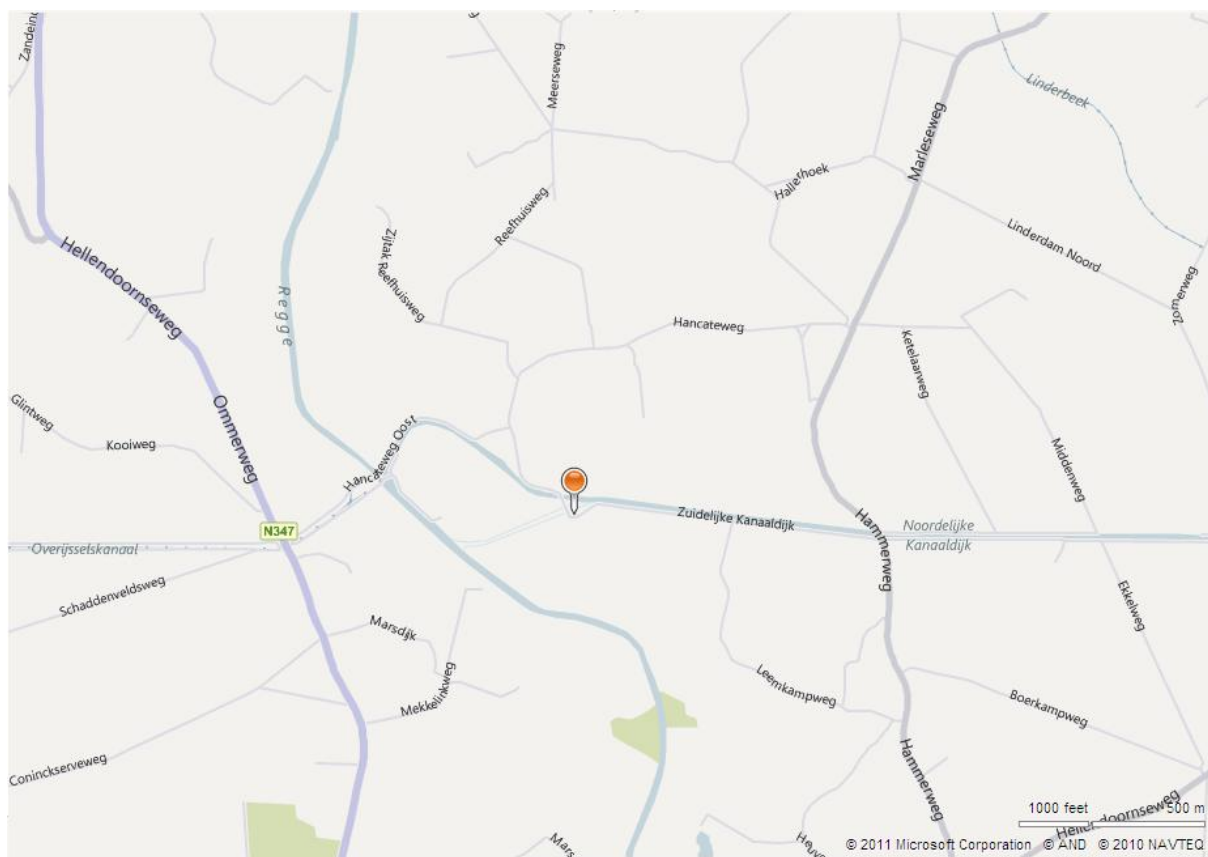 Zandeind
Meerseweg
Linderbeek
Marleseweg
Hallerhoek
Reefhuisweg
Zijtak Reefhuisweg
Linderdam Noord
Hellendoornseweg
Regge
Zomerweg
Hancateweg
Ketelaarweg
Glintweg
Ommerweg
Kooiweg
Hancateweg Oost
Middenweg
Zuidelijke Kanaaldijk
Hammerweg
Noordelijke
Kanaaldijk
N347
Overijsselskanaal
Schaddenveldsweg
Ekkelweg
Marsdijk
Mekkelinkweg
Leemkampweg
Boerkampweg
Coninckserveweg
Hammerweg
1000 feet
500 m
Hellendoornseweg
Mars
Heuv
© 2011 Microsoft Corporation © AND © 2010 NAVTEQ